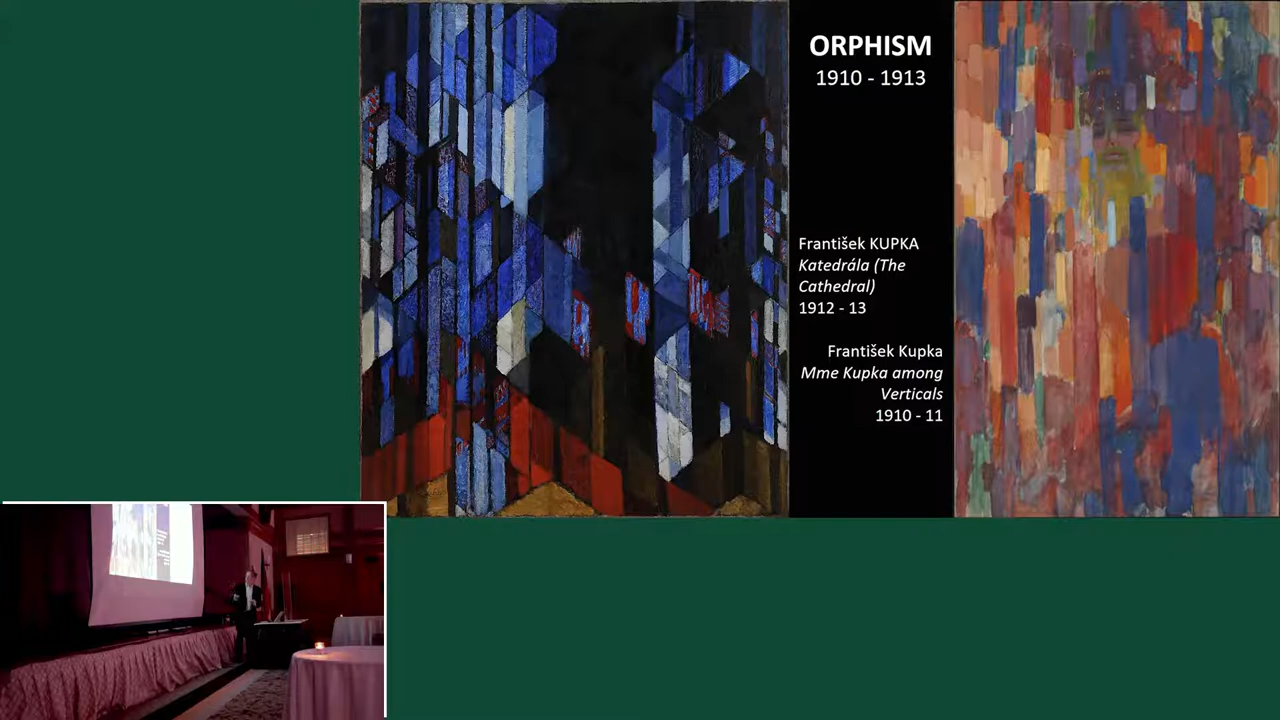 ORPHISM
1910 - 1913
František KUPKA
Katedrála (The
Cathedral)
1912 - 13
František Kupka
Mme Kupka among
Verticals
1910 - 11